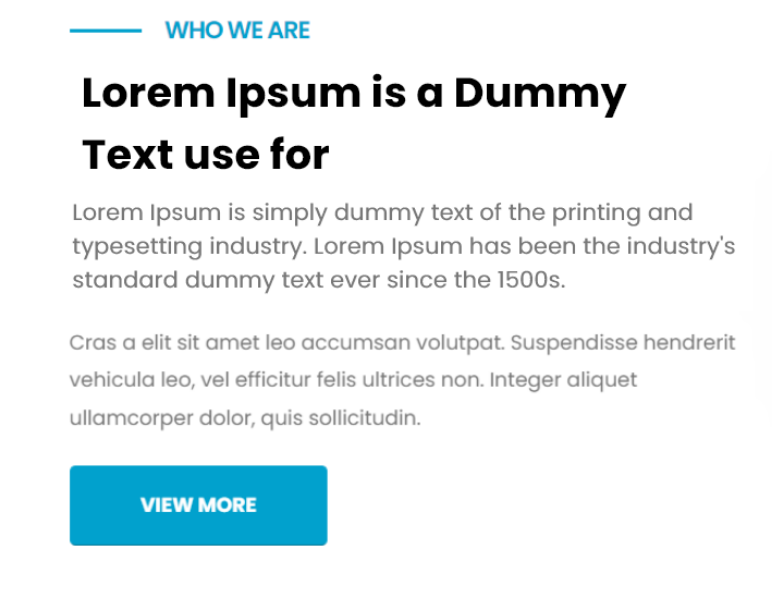 WHO WE ARE
Lorem Ipsum is a Dummy
Text use for
Lorem Ipsum is simply dummy text of the printing and
typesetting industry. Lorem Ipsum has been the industry's
standard dummy text ever since the 1500s.
Cras a elit sit amet leo accumsan volutpat. Suspendisse hendrerit
vehicula leo, vel efficitur felis ultrices non. Integer aliquet
ullamcorper dolor, quis sollicitudin.
VIEW MORE